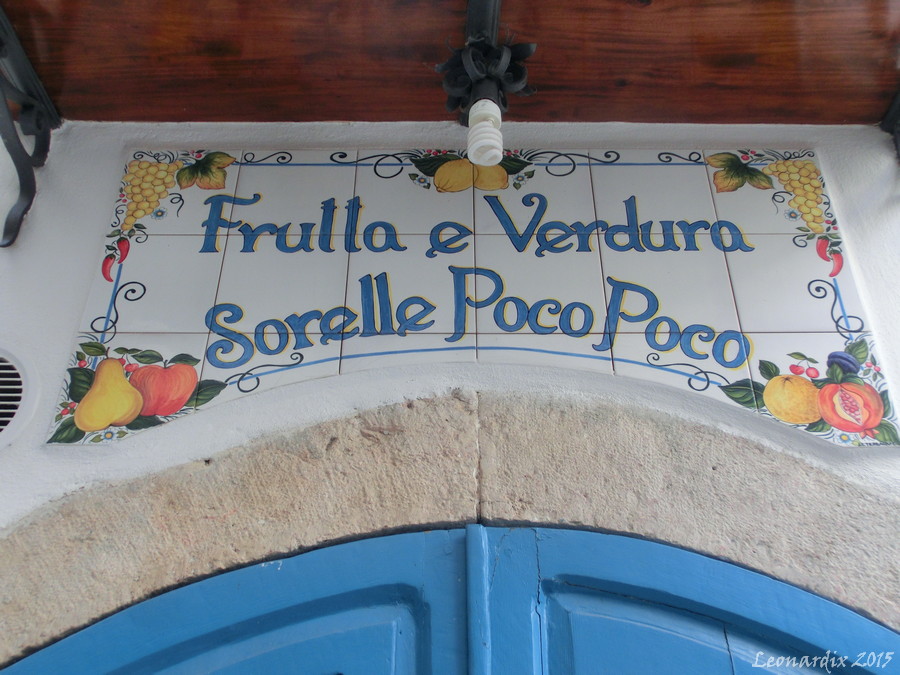 Frutta e Verdura
Sorelle Poco Poco
Leonardix 2015